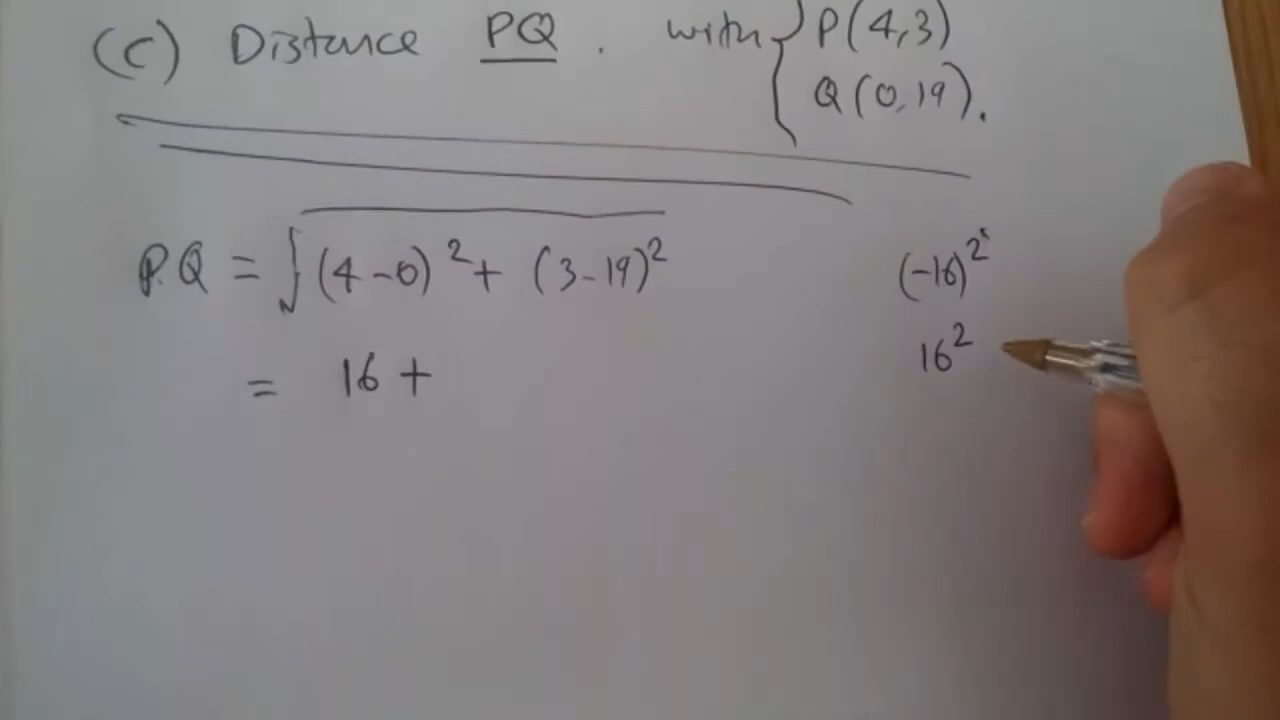 (c) Distance PQ. with { P(4,3)
Q(0,19).
PQ = √(4-0)² + (3-19)²
(-16)²
= 16 +
16²